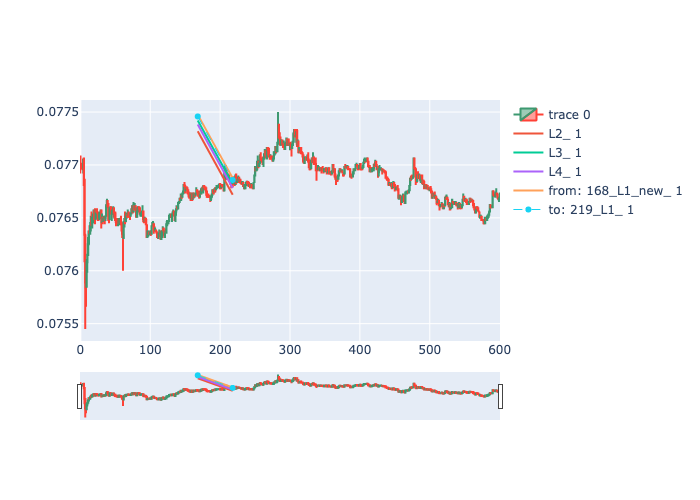 0.0775
0.077
0.0765
0.076
0.0755
0
100
200
300
400
500
600
trace 0
L2_ 1
L3_ 1
L4_ 1
from: 168_L1_new_ 1
to: 219_L1_ 1